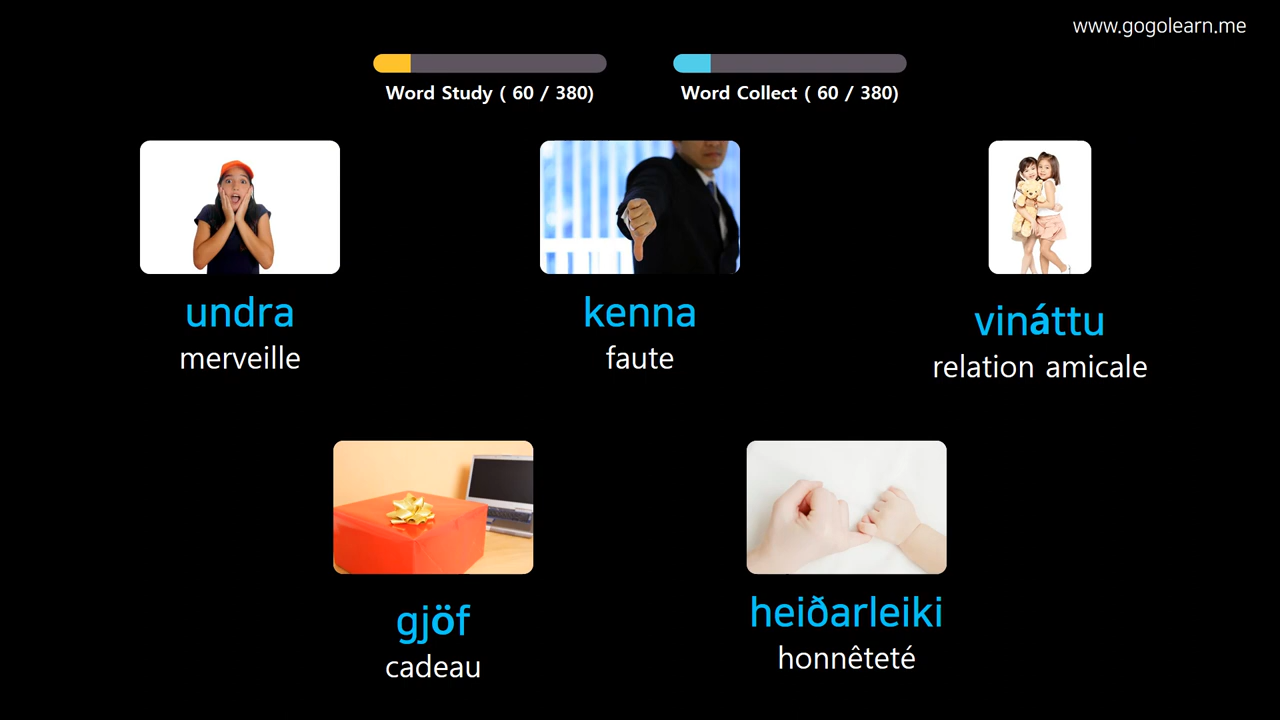 www.gogolearn.me
Word Study ( 60 / 380)
Word Collect ( 60 / 380)
undra
merveille
kenna
faute
vináttu
relation amicale
gjöf
cadeau
heiðarleiki
honnêteté